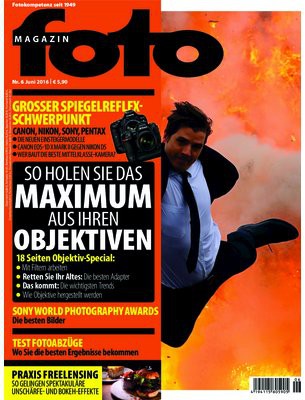 Fotokompetenz seit 1949
MAGAZIN
foto
Nr. 6 Juni 2016 | € 5,90
GROSSER SPIEGELREFLEX-
SCHWERPUNKT
CANON, NIKON, SONY, PENTAX
● DIE NEUEN EINSTEIGERMODELLE
● CANON EOS-1D X MARK II GEGEN NIKON D5
● WER BAUT DIE BESTE MITTELKLASSE-KAMERA?
SO HOLEN SIE DAS
MAXIMUM
AUS IHREN
OBJEKTIVEN
18 Seiten Objektiv-Special:
● Mit Filtern arbeiten
● Retten Sie Ihr Altes: Die besten Adapter
● Das kommt: Die wichtigsten Trends
● Wie Objektive hergestellt werden
SONY WORLD PHOTOGRAPHY AWARDS
Die besten Bilder
TEST FOTOABZÜGE
Wo Sie die besten Ergebnisse bekommen
PRAXIS FREELENSING
SO GELINGEN SPEKTAKULÄRE
UNSCHÄRFE- UND BOKEH-EFFEKTE